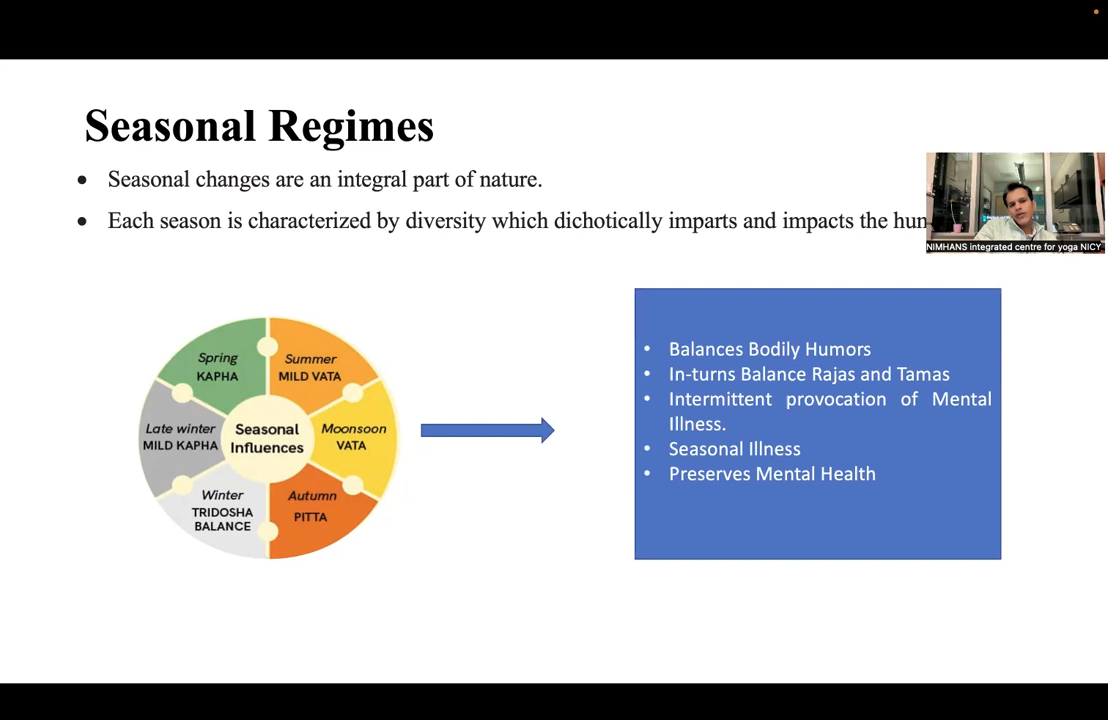 Seasonal Regimes
• Seasonal changes are an integral part of nature.
• Each season is characterized by diversity which dichotically imparts and impacts the
NIMHANS integrated centre for yoga NICY
Spring
KAPHA
Summer
MILD VATA
Late winter
MILD KAPHA
Seasonal
Influences
Moonsoon
VATA
Winter
TRIDOSHA
BALANCE
Autumn
PITTA
• Balances Bodily Humors
• In-turns Balance Rajas and Tamas
• Intermittent provocation of Mental
Illness.
• Seasonal Illness
• Preserves Mental Health